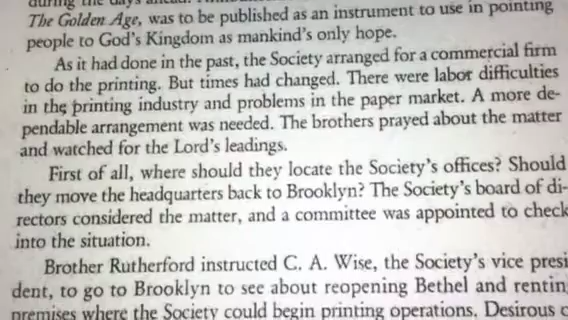 during the days ahead.
The Golden Age, was to be published as an instrument to use in pointing
people to God's Kingdom as mankind's only hope.
As it had done in the past, the Society arranged for a commercial firm
to do the printing. But times had changed. There were labor difficulties
in the printing industry and problems in the paper market. A more de-
pendable arrangement was needed. The brothers prayed about the matter
and watched for the Lord's leadings.
First of all, where should they locate the Society's offices? Should
they move the headquarters back to Brooklyn? The Society's board of di-
rectors considered the matter, and a committee was appointed to check
into the situation.
Brother Rutherford instructed C. A. Wise, the Society's vice presi
dent, to go to Brooklyn to see about reopening Bethel and rentin
premises where the Society could begin printing operations. Desirous